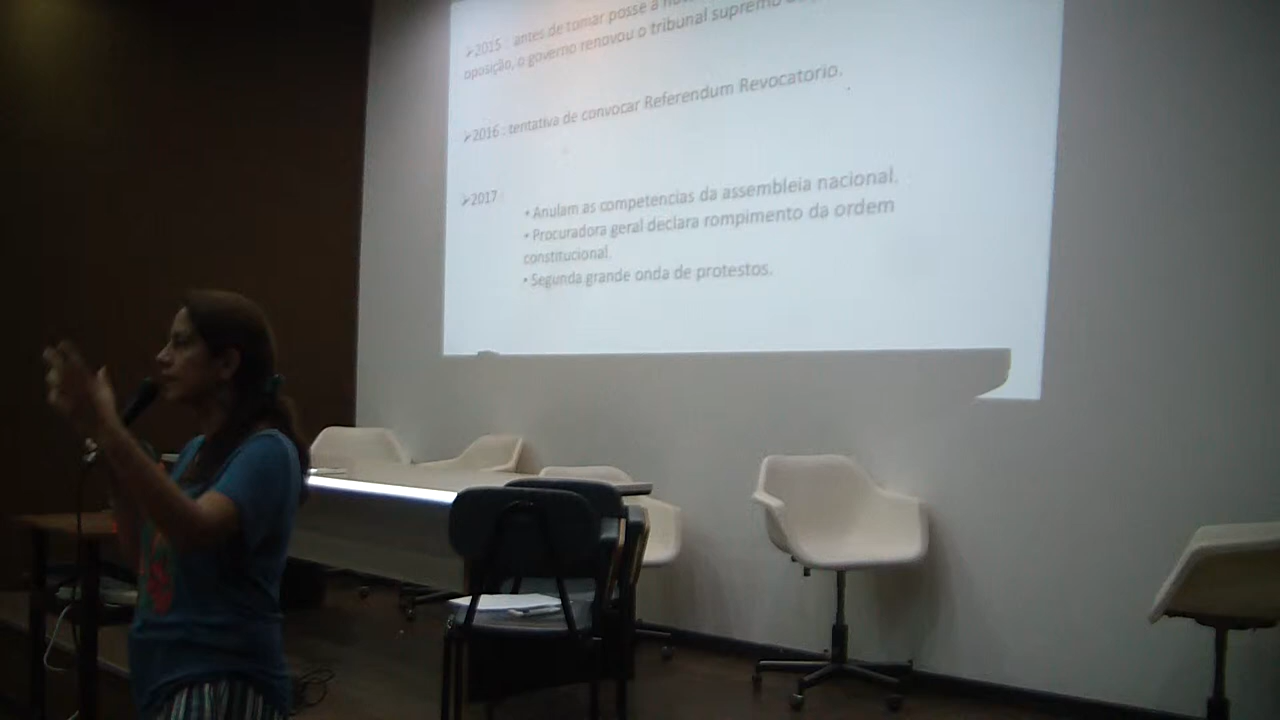 ➢2015 : antes de tomar posse a
oposição, o governo renovou o tribunal supremo
➢2016 : tentativa de convocar Referendum Revocatorio.
➢2017 :
• Anulam as competencias da assembleia nacional.
• Procuradora geral declara rompimento da ordem
constitucional.
• Segunda grande onda de protestos.